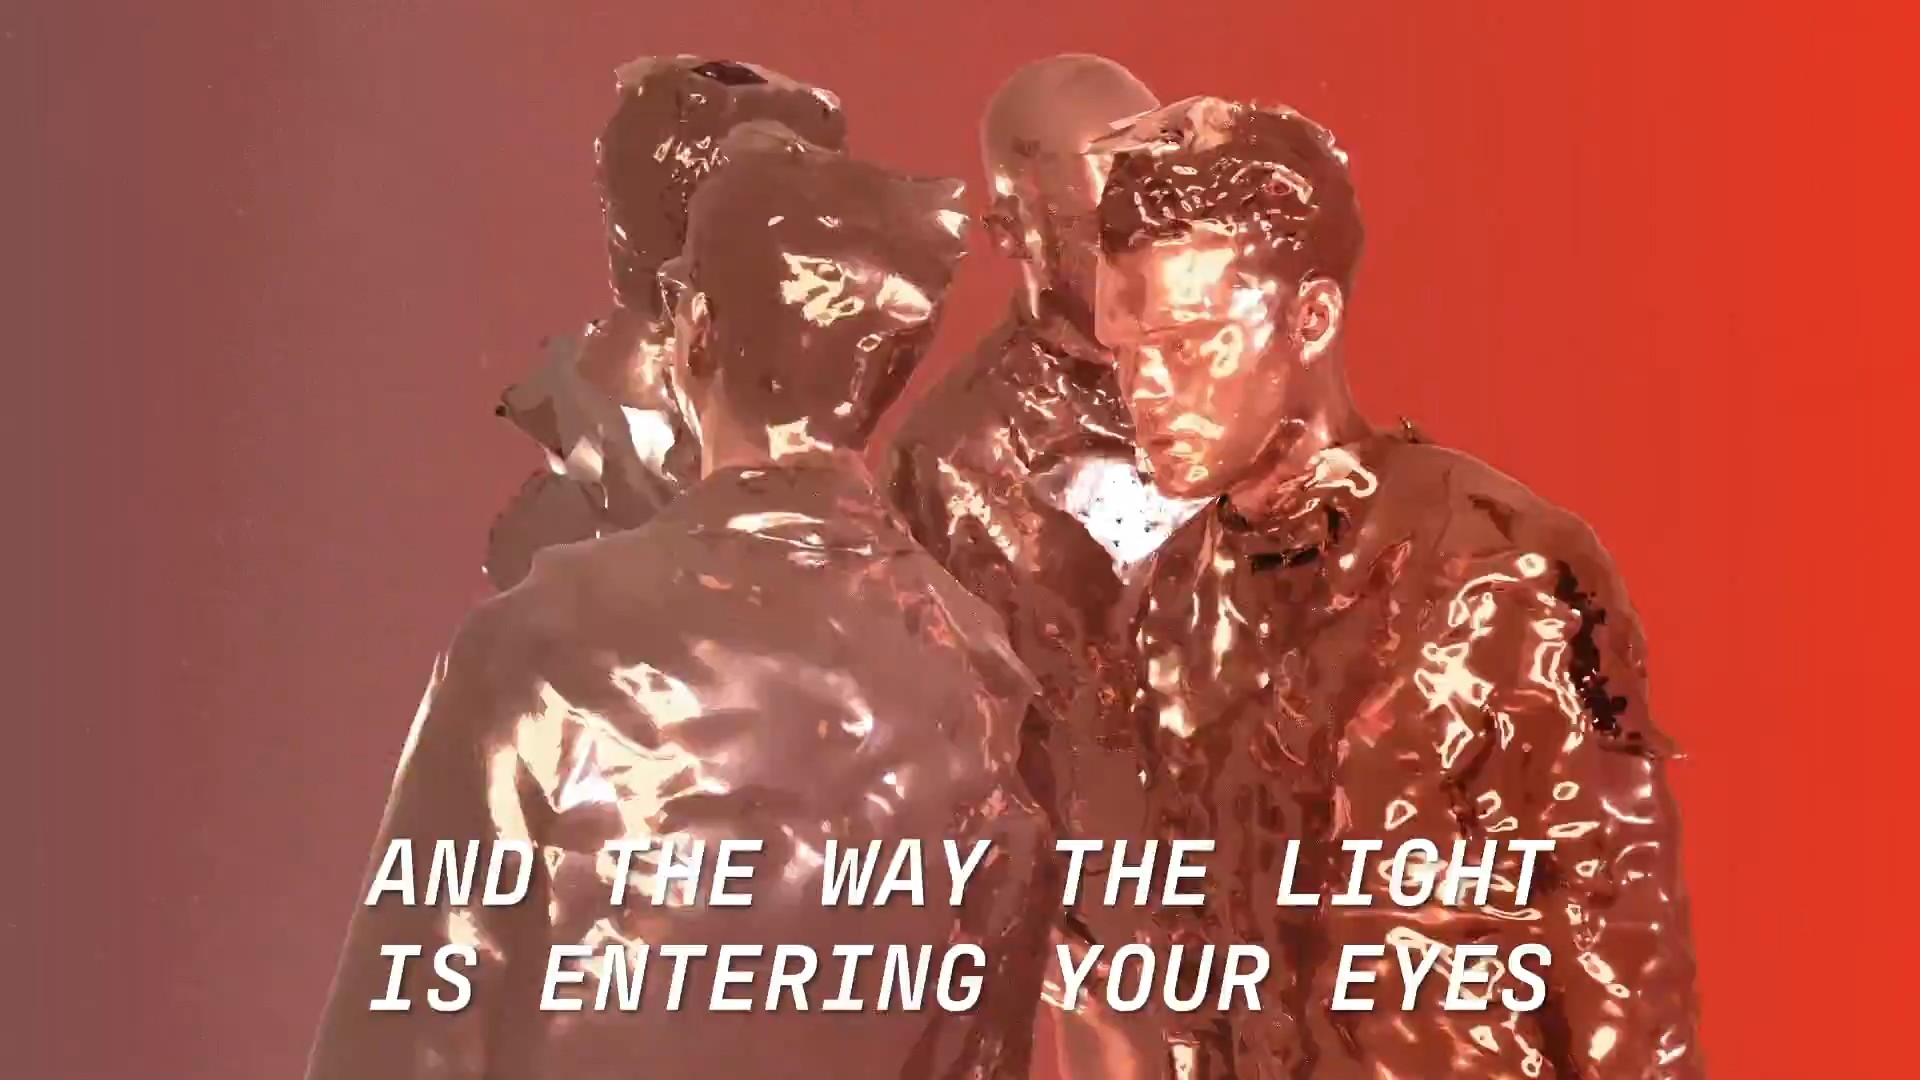 AND THE WAY THE LIGHT
IS ENTERING YOUR EYES